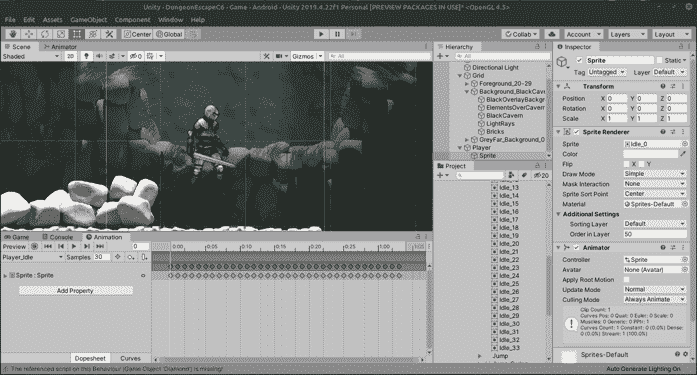 Unity - DongoonEscapeC6 - Game - Android - Unity 2019.4.22f1 Personal [PREVIEW PACKAGES IN USE]* <OpenGL 4.5>
File Edit Assets GameObject Component Window Help
Center Global
Collab Account Layers Layout
Scene Animator
Shaded 2D 0 Gizmos All
Game Console Animation
Preview 0 0:00 0:05 0:10 0:15 0:20 0:25 0:30 1:00
Player_Idle Samples 30
Sprite : Sprite
Add Property
Dopesheet Curves
Hierarchy
All
Directional Light
Grid
Foreground_20-29
Background_BlackCave
BlackOverlayBackgr
ElementsOverCavern
BlackCavern
LightRays
Bricks
GreyFar_Background_0
Player
Sprite
Project
20
Idle_13
Idle_14
Idle_15
Idle_16
Idle_17
Idle_18
Idle_19
Idle_20
Idle_21
Idle_22
Idle_23
Idle_24
Idle_25
Idle_26
Idle_27
Idle_28
Idle_29
Idle_30
Idle_31
Idle_32
Idle_33
Jump
Inspector
Sprite Static
Tag Untagged Layer Default
Transform
Position X 0 Y 0 Z 0
Rotation X 0 Y 0 Z 0
Scale X 1 Y 1 Z 1
Sprite Renderer
Sprite Idle_0
Color
Flip X Y
Draw Mode Simple
Mask Interaction None
Sprite Sort Point Center
Material Sprites-Default
Additional Settings
Sorting Layer Default
Order in Layer 50
Animator
Controller Sprite
Avatar None (Avatar)
Apply Root Motion
Update Mode Normal
Culling Mode Always Animate
Clip Count: 1
Curves Pos: 0 Quat: 0 Euler: 0 Scale: 0
Muscles: 0 Generic: 0 PPtr: 1
Curves Count: 1 Constant: 0 (0.0%) Dense:
0 (0.0%) Stream: 1 (100.0%)
Sprites-Default
The referenced script on this Behaviour (Game Object 'Diamond') is missing!
Auto Generate Lighting On